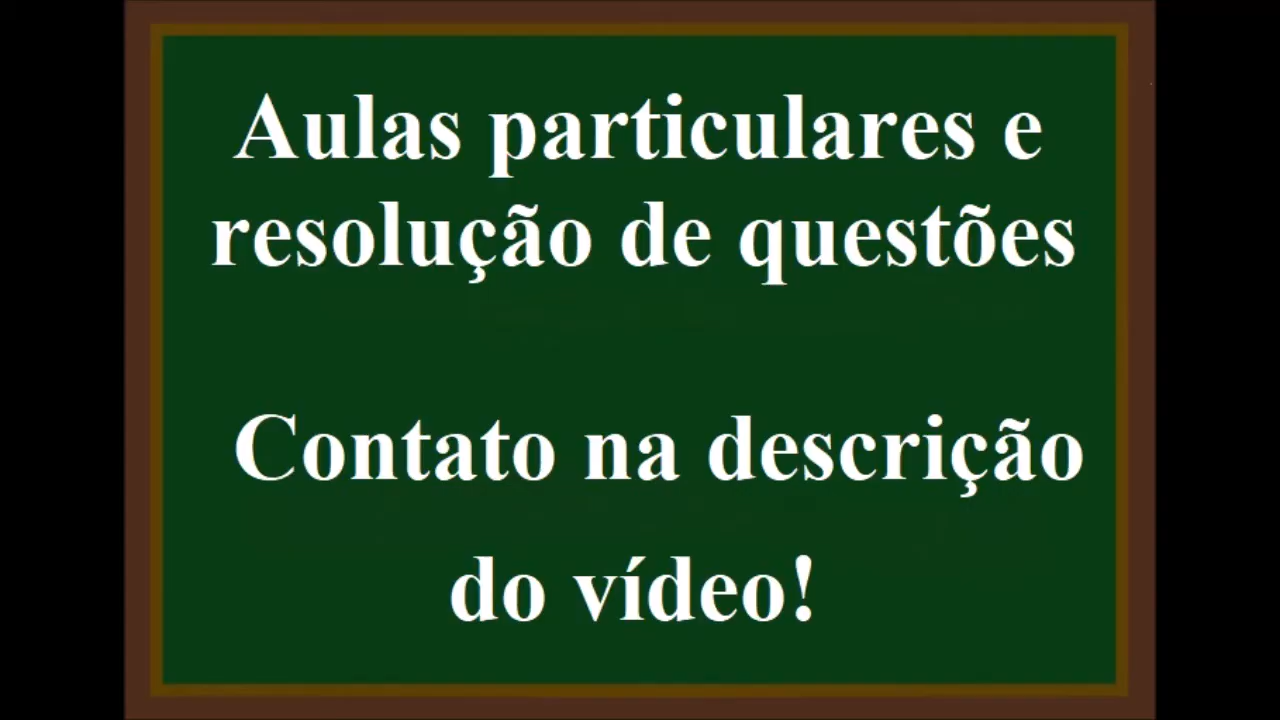 Aulas particulares e
resolução de questões
Contato na descrição
do vídeo!